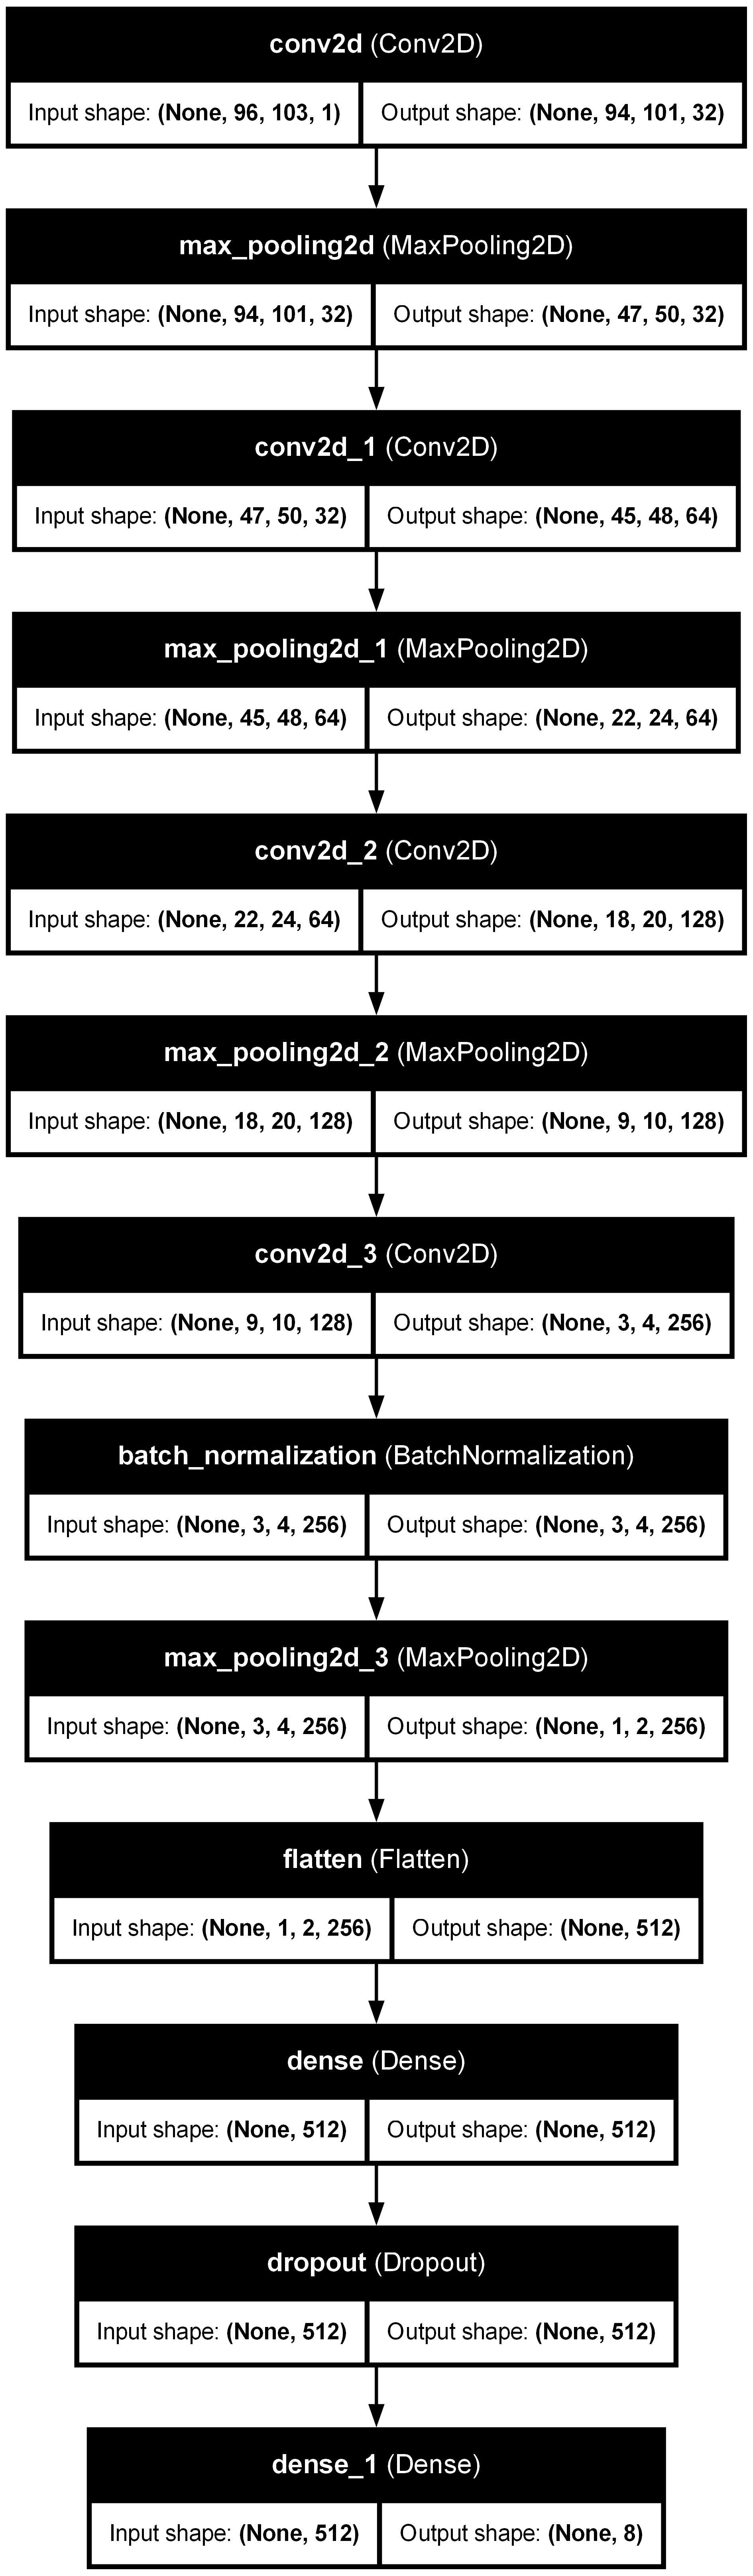 conv2d (Conv2D)
Input shape: (None, 96, 103, 1) Output shape: (None, 94, 101, 32)
max_pooling2d (MaxPooling2D)
Input shape: (None, 94, 101, 32) Output shape: (None, 47, 50, 32)
conv2d_1 (Conv2D)
Input shape: (None, 47, 50, 32) Output shape: (None, 45, 48, 64)
max_pooling2d_1 (MaxPooling2D)
Input shape: (None, 45, 48, 64) Output shape: (None, 22, 24, 64)
conv2d_2 (Conv2D)
Input shape: (None, 22, 24, 64) Output shape: (None, 18, 20, 128)
max_pooling2d_2 (MaxPooling2D)
Input shape: (None, 18, 20, 128) Output shape: (None, 9, 10, 128)
conv2d_3 (Conv2D)
Input shape: (None, 9, 10, 128) Output shape: (None, 3, 4, 256)
batch_normalization (BatchNormalization)
Input shape: (None, 3, 4, 256) Output shape: (None, 3, 4, 256)
max_pooling2d_3 (MaxPooling2D)
Input shape: (None, 3, 4, 256) Output shape: (None, 1, 2, 256)
flatten (Flatten)
Input shape: (None, 1, 2, 256) Output shape: (None, 512)
dense (Dense)
Input shape: (None, 512) Output shape: (None, 512)
dropout (Dropout)
Input shape: (None, 512) Output shape: (None, 512)
dense_1 (Dense)
Input shape: (None, 512) Output shape: (None, 8)